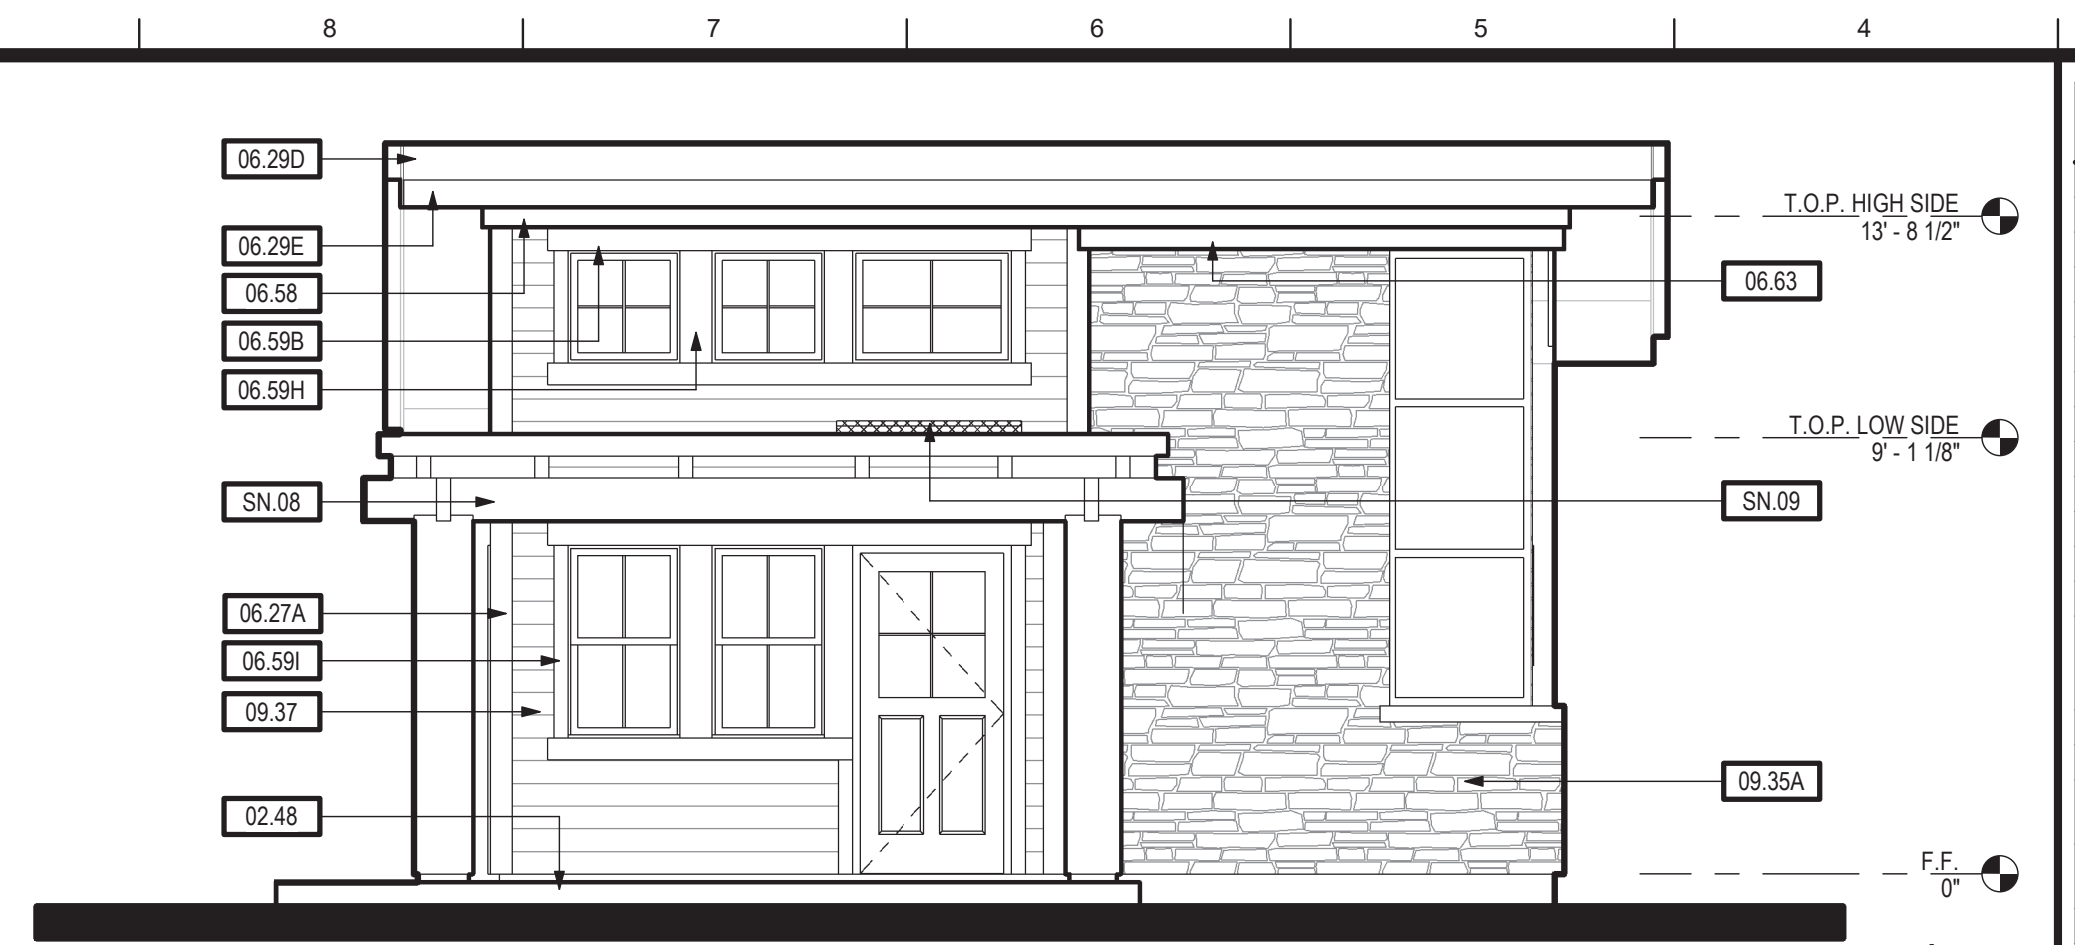 8 7 6 5 4
06.29D
06.29E
06.58
06.59B
06.59H
SN.08
06.27A
06.59I
09.37
02.48
T.O.P. HIGH SIDE
13' - 8 1/2"
06.63
T.O.P. LOW SIDE
9' - 1 1/8"
SN.09
09.35A
F.F.
0"